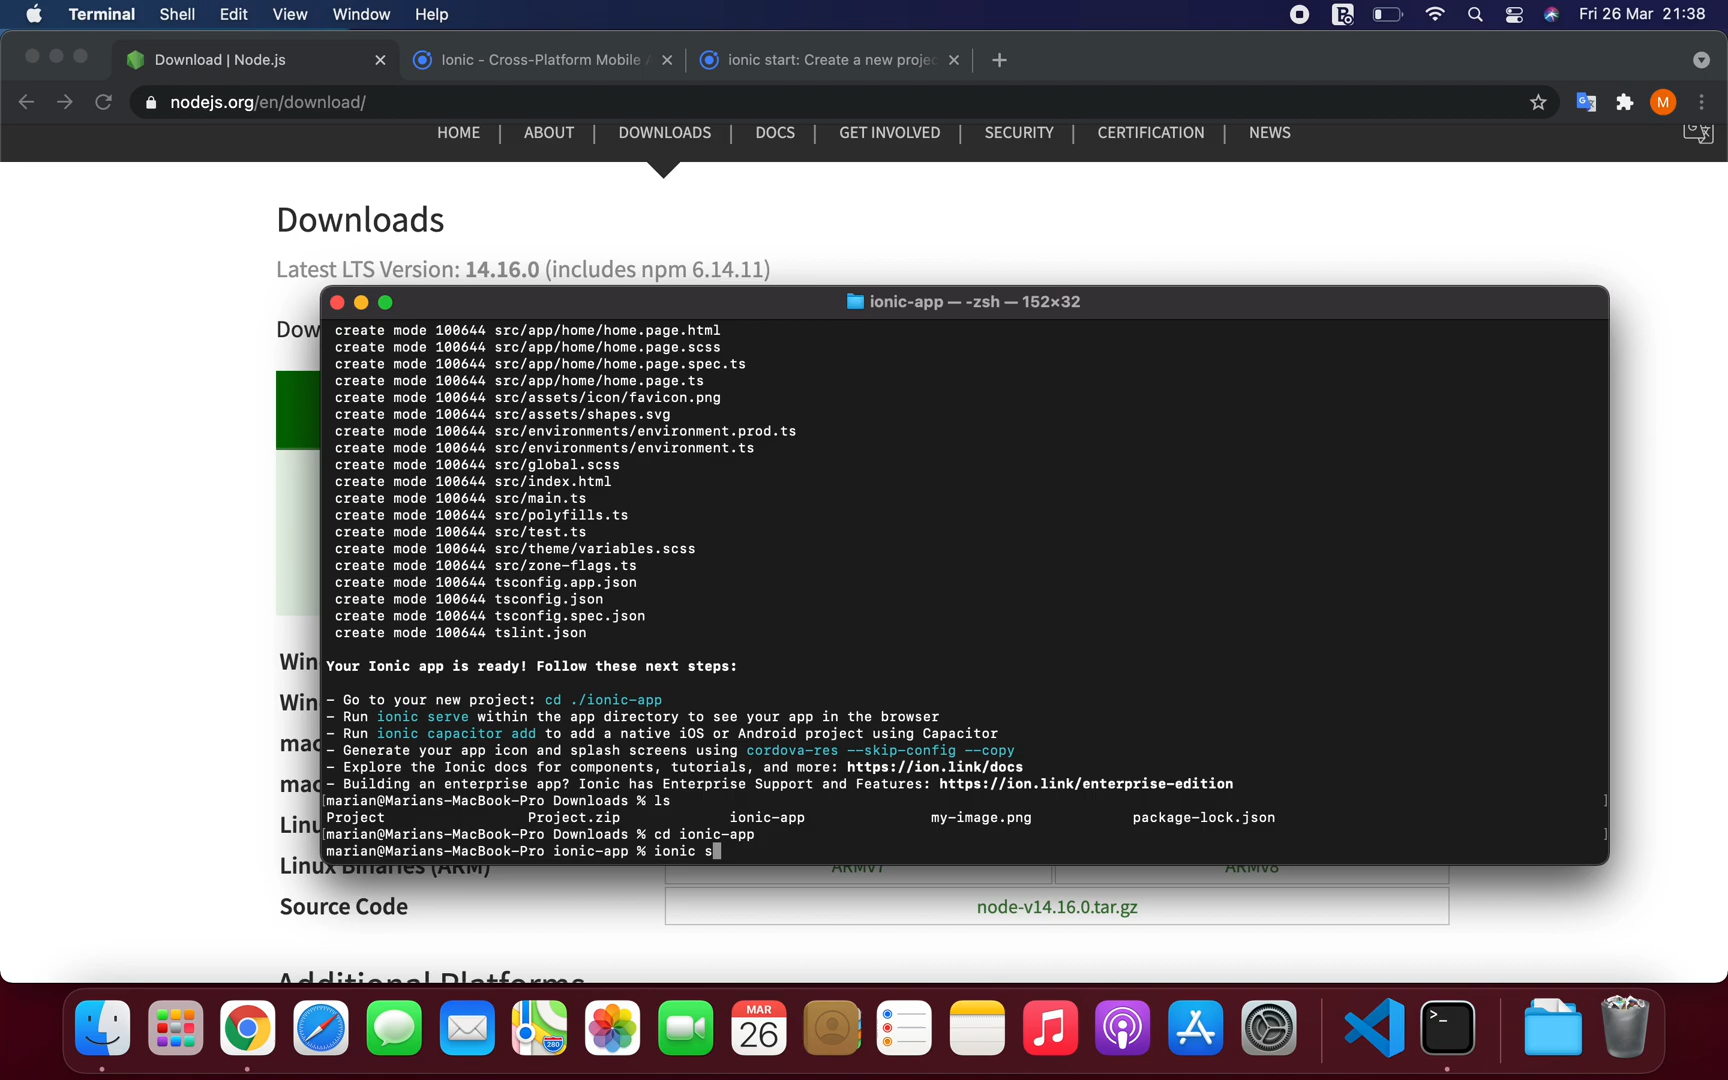 Terminal Shell Edit View Window Help Fri 26 Mar 21:38
Download | Node.js Ionic - Cross-Platform Mobile ionic start: Create a new projec
nodejs.org/en/download/ M
HOME | ABOUT | DOWNLOADS | DOCS | GET INVOLVED | SECURITY | CERTIFICATION | NEWS
Downloads
Latest LTS Version: 14.16.0 (includes npm 6.14.11)
ionic-app — -zsh — 152×32
Dow
create mode 100644 src/app/home/home.page.html
create mode 100644 src/app/home/home.page.scss
create mode 100644 src/app/home/home.page.spec.ts
create mode 100644 src/app/home/home.page.ts
create mode 100644 src/assets/icon/favicon.png
create mode 100644 src/assets/shapes.svg
create mode 100644 src/environments/environment.prod.ts
create mode 100644 src/environments/environment.ts
create mode 100644 src/global.scss
create mode 100644 src/index.html
create mode 100644 src/main.ts
create mode 100644 src/polyfills.ts
create mode 100644 src/test.ts
create mode 100644 src/theme/variables.scss
create mode 100644 src/zone-flags.ts
create mode 100644 tsconfig.app.json
create mode 100644 tsconfig.json
create mode 100644 tsconfig.spec.json
create mode 100644 tslint.json
Your Ionic app is ready! Follow these next steps:
- Go to your new project: cd ./ionic-app
- Run ionic serve within the app directory to see your app in the browser
- Run ionic capacitor add to add a native iOS or Android project using Capacitor
- Generate your app icon and splash screens using cordova-res --skip-config --copy
- Explore the Ionic docs for components, tutorials, and more: https://ion.link/docs
- Building an enterprise app? Ionic has Enterprise Support and Features: https://ion.link/enterprise-edition
[marian@Marians-MacBook-Pro Downloads % ls ]
Project Project.zip ionic-app my-image.png package-lock.json
[marian@Marians-MacBook-Pro Downloads % cd ionic-app ]
marian@Marians-MacBook-Pro ionic-app % ionic s
Win
Win
mac
mac
Linu
Linux Binaries (ARM) ARMv7 ARMv8
Source Code node-v14.16.0.tar.gz
Additional Platforms
MAR
26
280